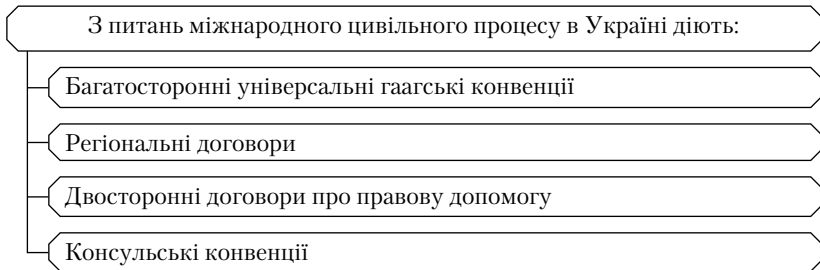 З питань міжнародного цивільного процесу в Україні діють:
Багатосторонні універсальні гаагські конвенції
Регіональні договори
Двосторонні договори про правову допомогу
Консульські конвенції